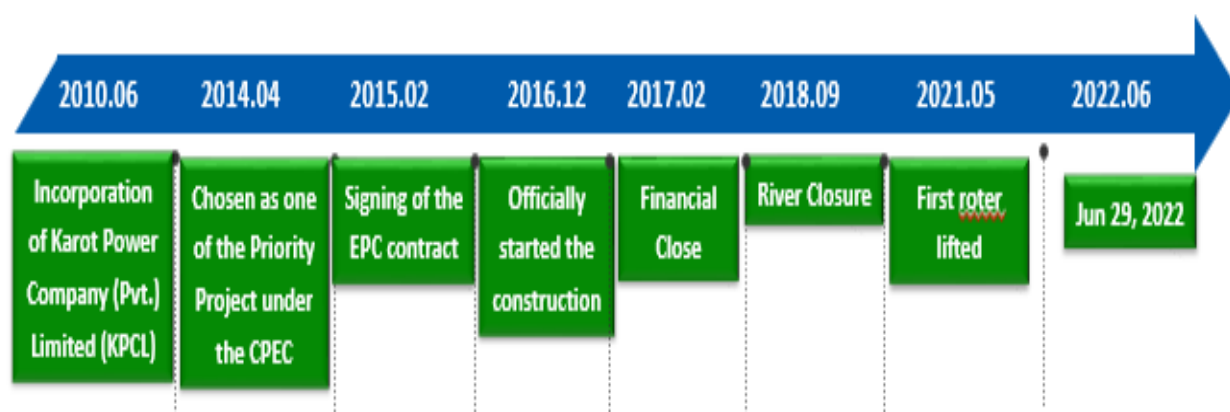 2010.06
2014.04
2015.02
2016.12
2017.02
2018.09
2021.05
2022.06
Incorporation
of Karot Power
Company (Pvt.)
Limited (KPCL)
Chosen as one
of the Priority
Project under
the CPEC
Signing of the
EPC contract
Officially
started the
construction
Financial
Close
River Closure
First roter
lifted
Jun 29, 2022